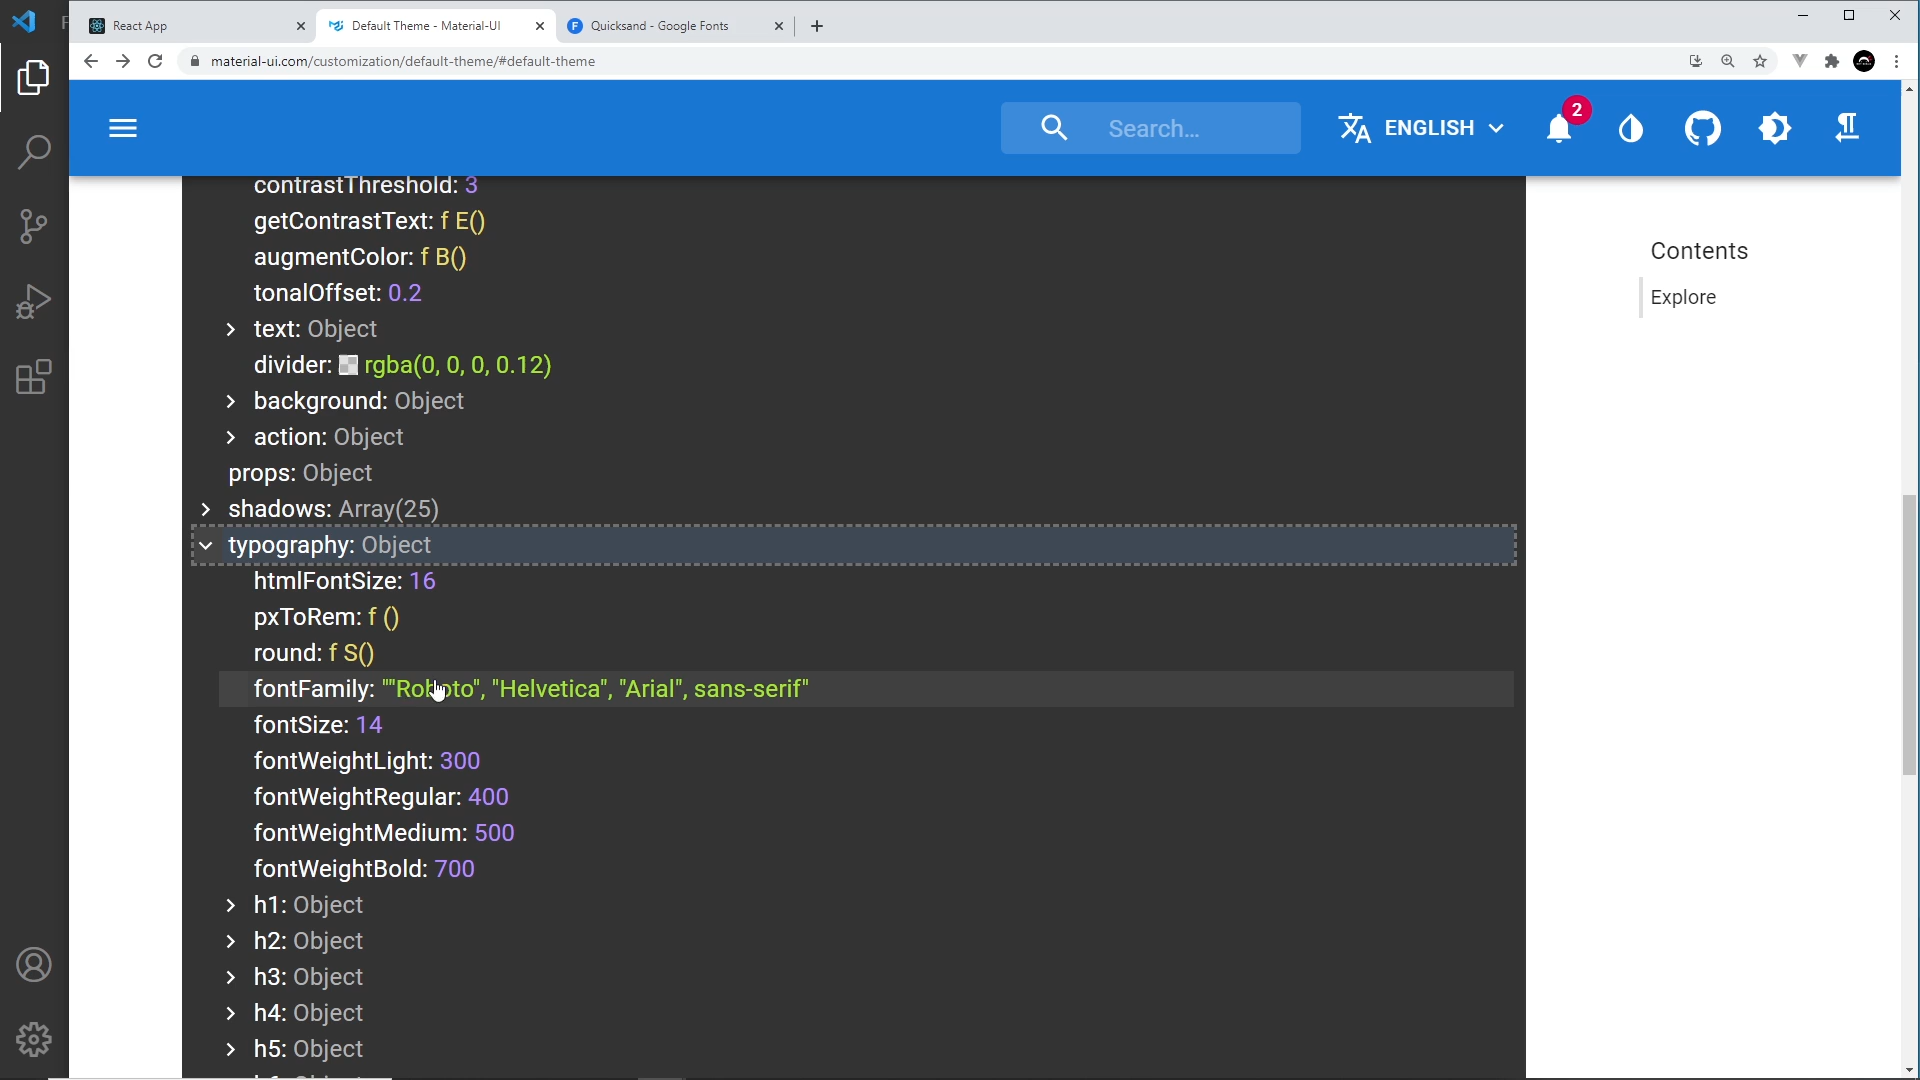 React App
Default Theme - Material-UI
Quicksand - Google Fonts
material-ui.com/customization/default-theme/#default-theme
Search…
ENGLISH
2
contrastThreshold: 3
getContrastText: f E()
augmentColor: f B()
tonalOffset: 0.2
text: Object
divider: rgba(0, 0, 0, 0.12)
background: Object
action: Object
props: Object
shadows: Array(25)
typography: Object
htmlFontSize: 16
pxToRem: f ()
round: f S()
fontFamily: ""Roboto", "Helvetica", "Arial", sans-serif"
fontSize: 14
fontWeightLight: 300
fontWeightRegular: 400
fontWeightMedium: 500
fontWeightBold: 700
h1: Object
h2: Object
h3: Object
h4: Object
h5: Object
Contents
Explore